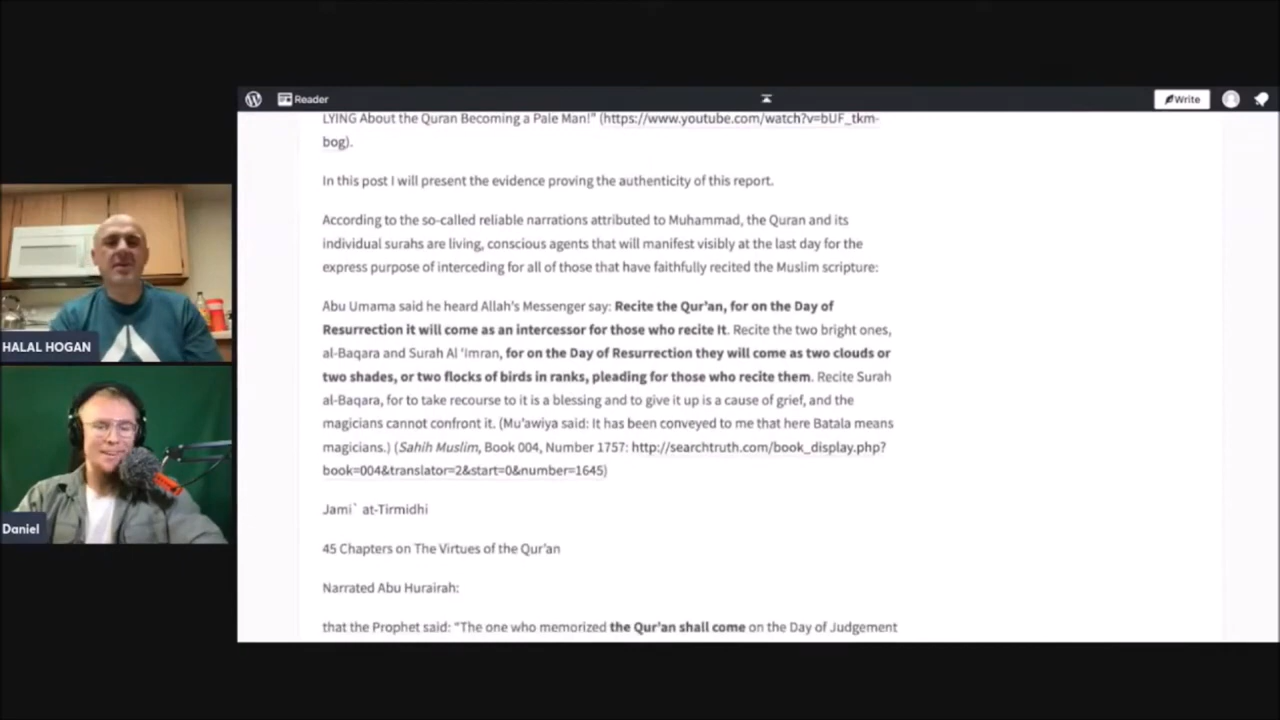 Reader
Write
LYING About the Quran Becoming a Pale Man!” (https://www.youtube.com/watch?v=bUF_tkm-
bog).
In this post I will present the evidence proving the authenticity of this report.
According to the so-called reliable narrations attributed to Muhammad, the Quran and its
individual surahs are living, conscious agents that will manifest visibly at the last day for the
express purpose of interceding for all of those that have faithfully recited the Muslim scripture:
Abu Umama said he heard Allah’s Messenger say: Recite the Qur’an, for on the Day of
Resurrection it will come as an intercessor for those who recite It. Recite the two bright ones,
al-Baqara and Surah Al ‘Imran, for on the Day of Resurrection they will come as two clouds or
two shades, or two flocks of birds in ranks, pleading for those who recite them. Recite Surah
al-Baqara, for to take recourse to it is a blessing and to give it up is a cause of grief, and the
magicians cannot confront it. (Mu’awiya said: It has been conveyed to me that here Batala means
magicians.) (Sahih Muslim, Book 004, Number 1757: http://searchtruth.com/book_display.php?
book=004&translator=2&start=0&number=1645)
Jami` at-Tirmidhi
45 Chapters on The Virtues of the Qur’an
Narrated Abu Hurairah:
that the Prophet said: “The one who memorized the Qur’an shall come on the Day of Judgement
HALAL HOGAN
Daniel